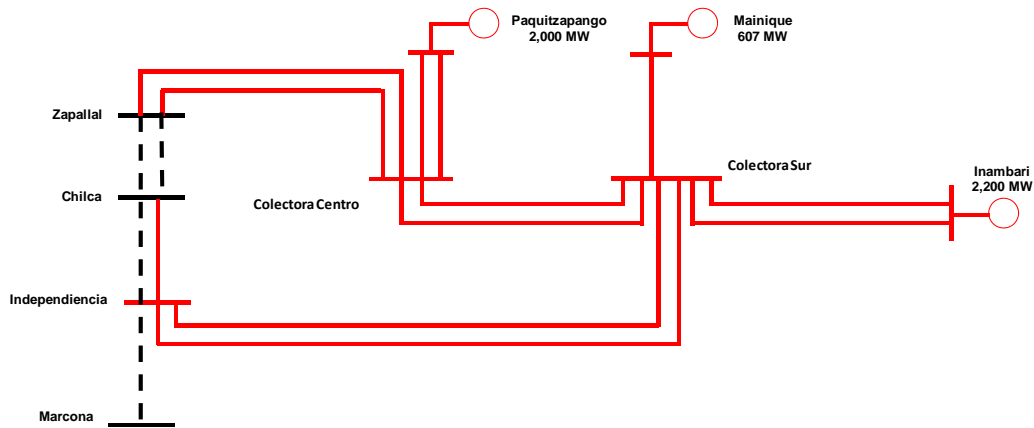 Paquitzapango
2,000 MW
Mainique
607 MW
Zapallal
Colectora Sur
Inambari
2,200 MW
Chilca
Colectora Centro
Independiencia
Marcona